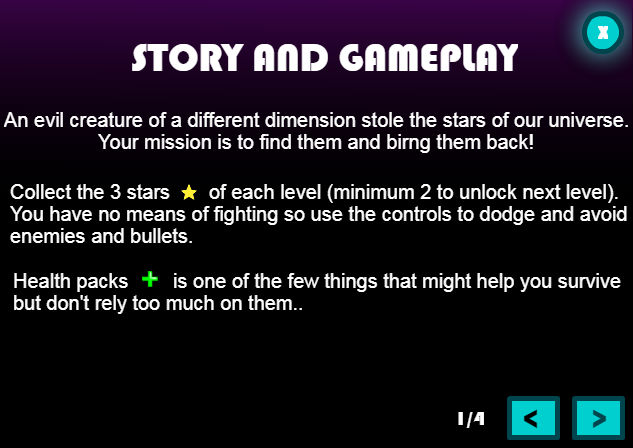 X
STORY AND GAMEPLAY
An evil creature of a different dimension stole the stars of our universe.
Your mission is to find them and birng them back!
Collect the 3 stars of each level (minimum 2 to unlock next level).
You have no means of fighting so use the controls to dodge and avoid
enemies and bullets.
Health packs is one of the few things that might help you survive
but don't rely too much on them..
1/4 < >